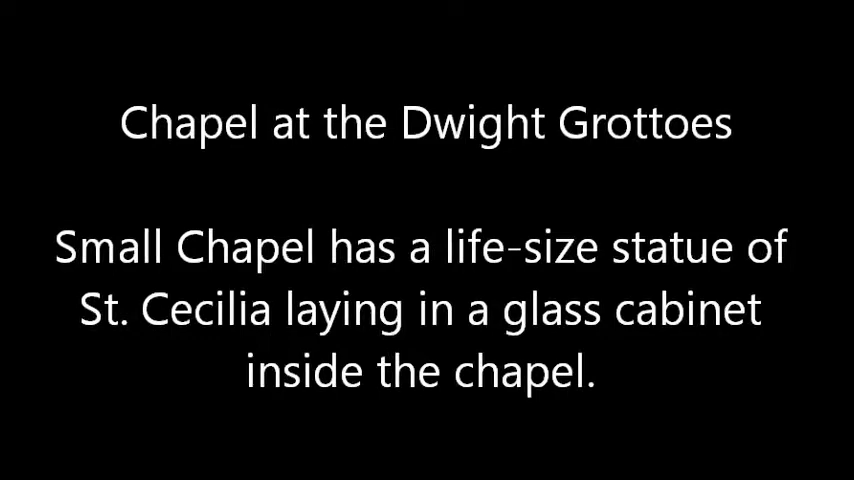 Chapel at the Dwight Grottoes
Small Chapel has a life-size statue of
St. Cecilia laying in a glass cabinet
inside the chapel.